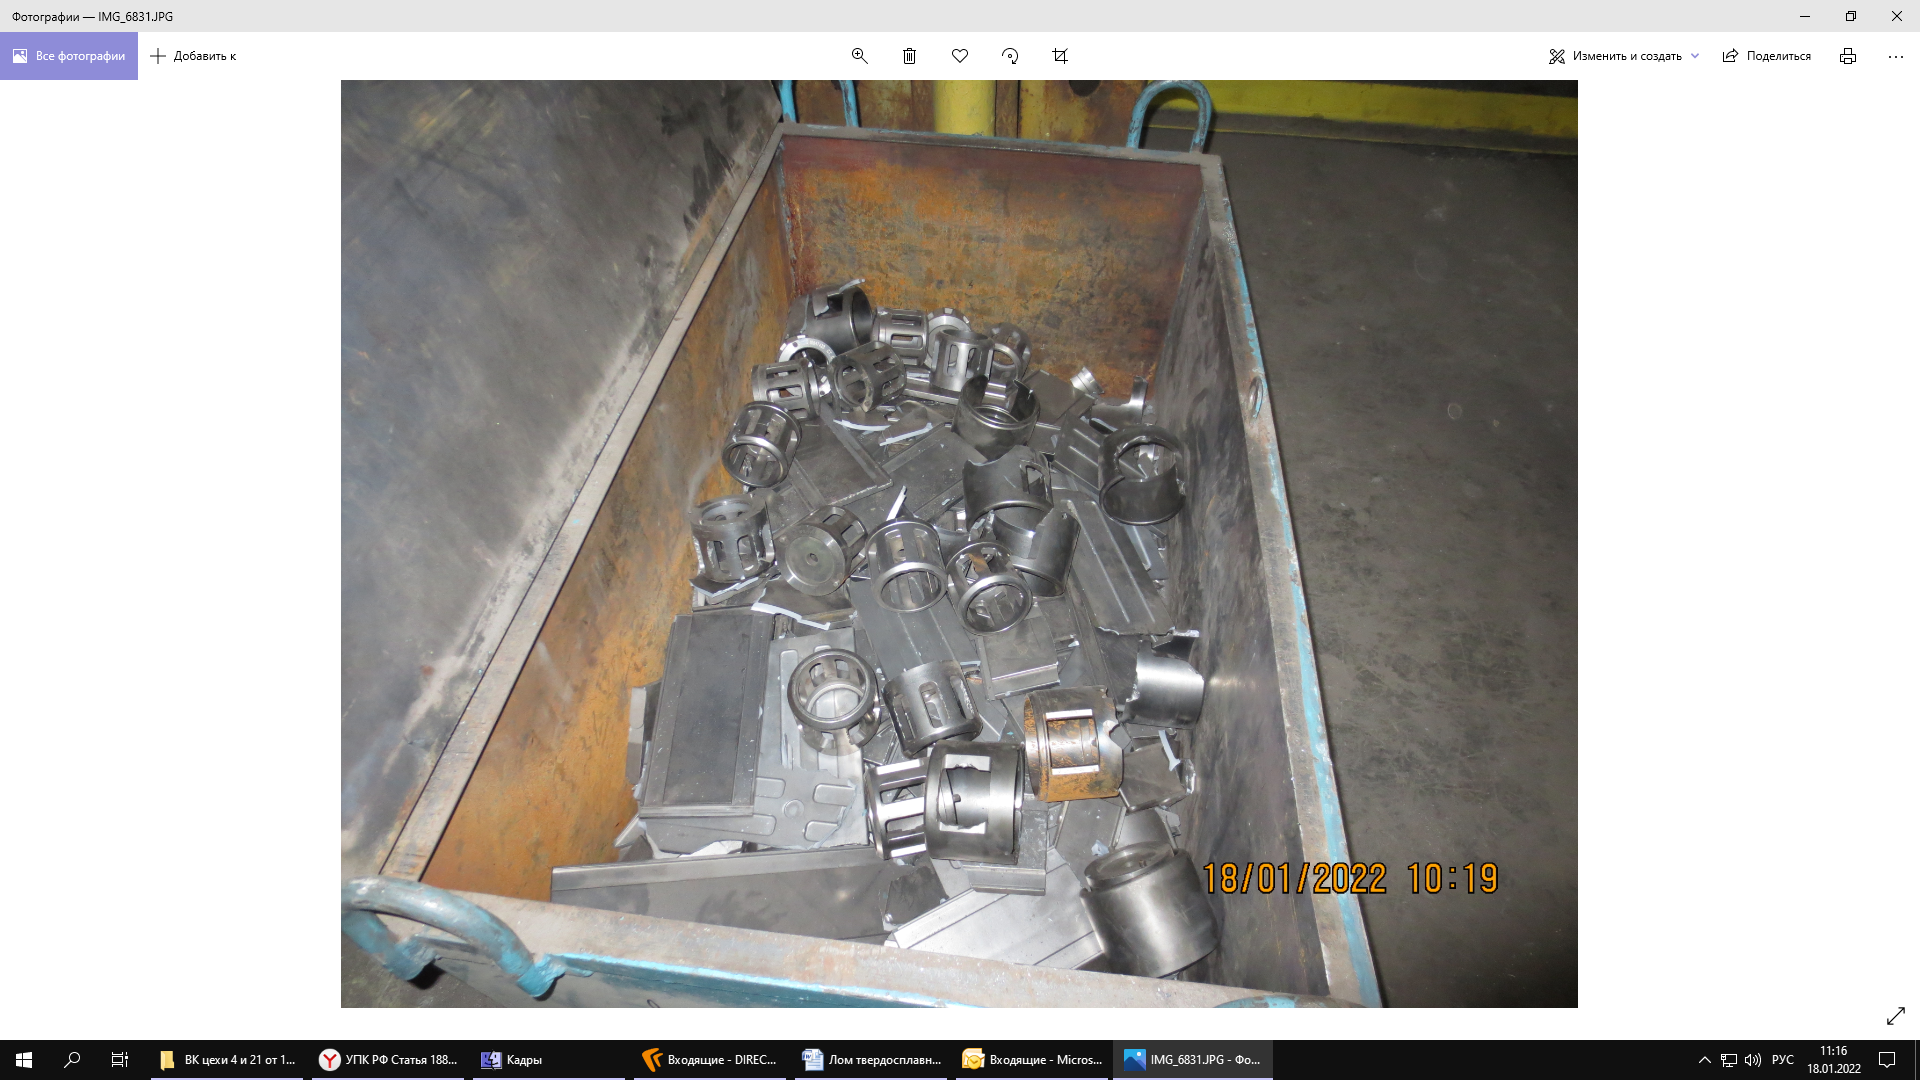 Фотографии — IMG_6831.JPG
Все фотографии
Добавить к
Изменить и создать
Поделиться
18/01/2022 10:19
ВК цехи 4 и 21 от 1...
УПК РФ Статья 188...
Кадры
Входящие - DIREC...
Лом твердосплавн...
Входящие - Micros...
IMG_6831.JPG - Фо...
РУС
11:16
18.01.2022